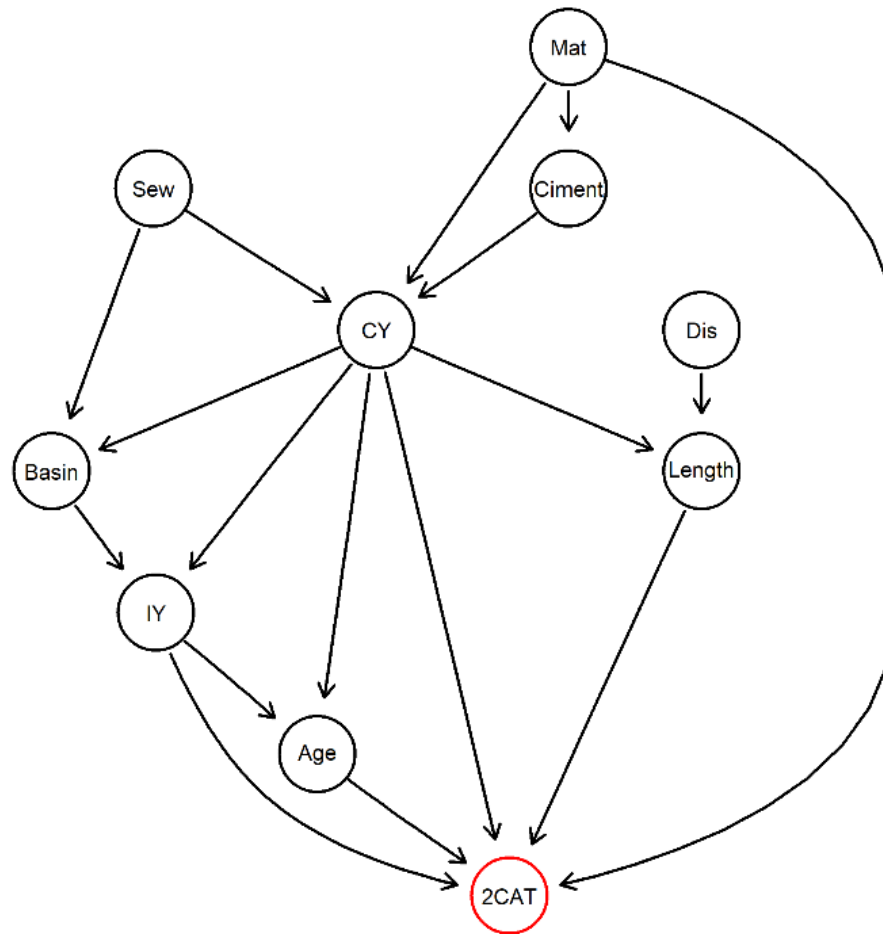 Mat
Sew
Ciment
CY
Dis
Basin
Length
IY
Age
2CAT